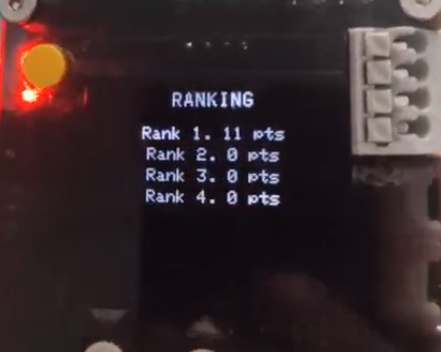 RANKING
Rank 1. 11 pts
Rank 2. 0 pts
Rank 3. 0 pts
Rank 4. 0 pts